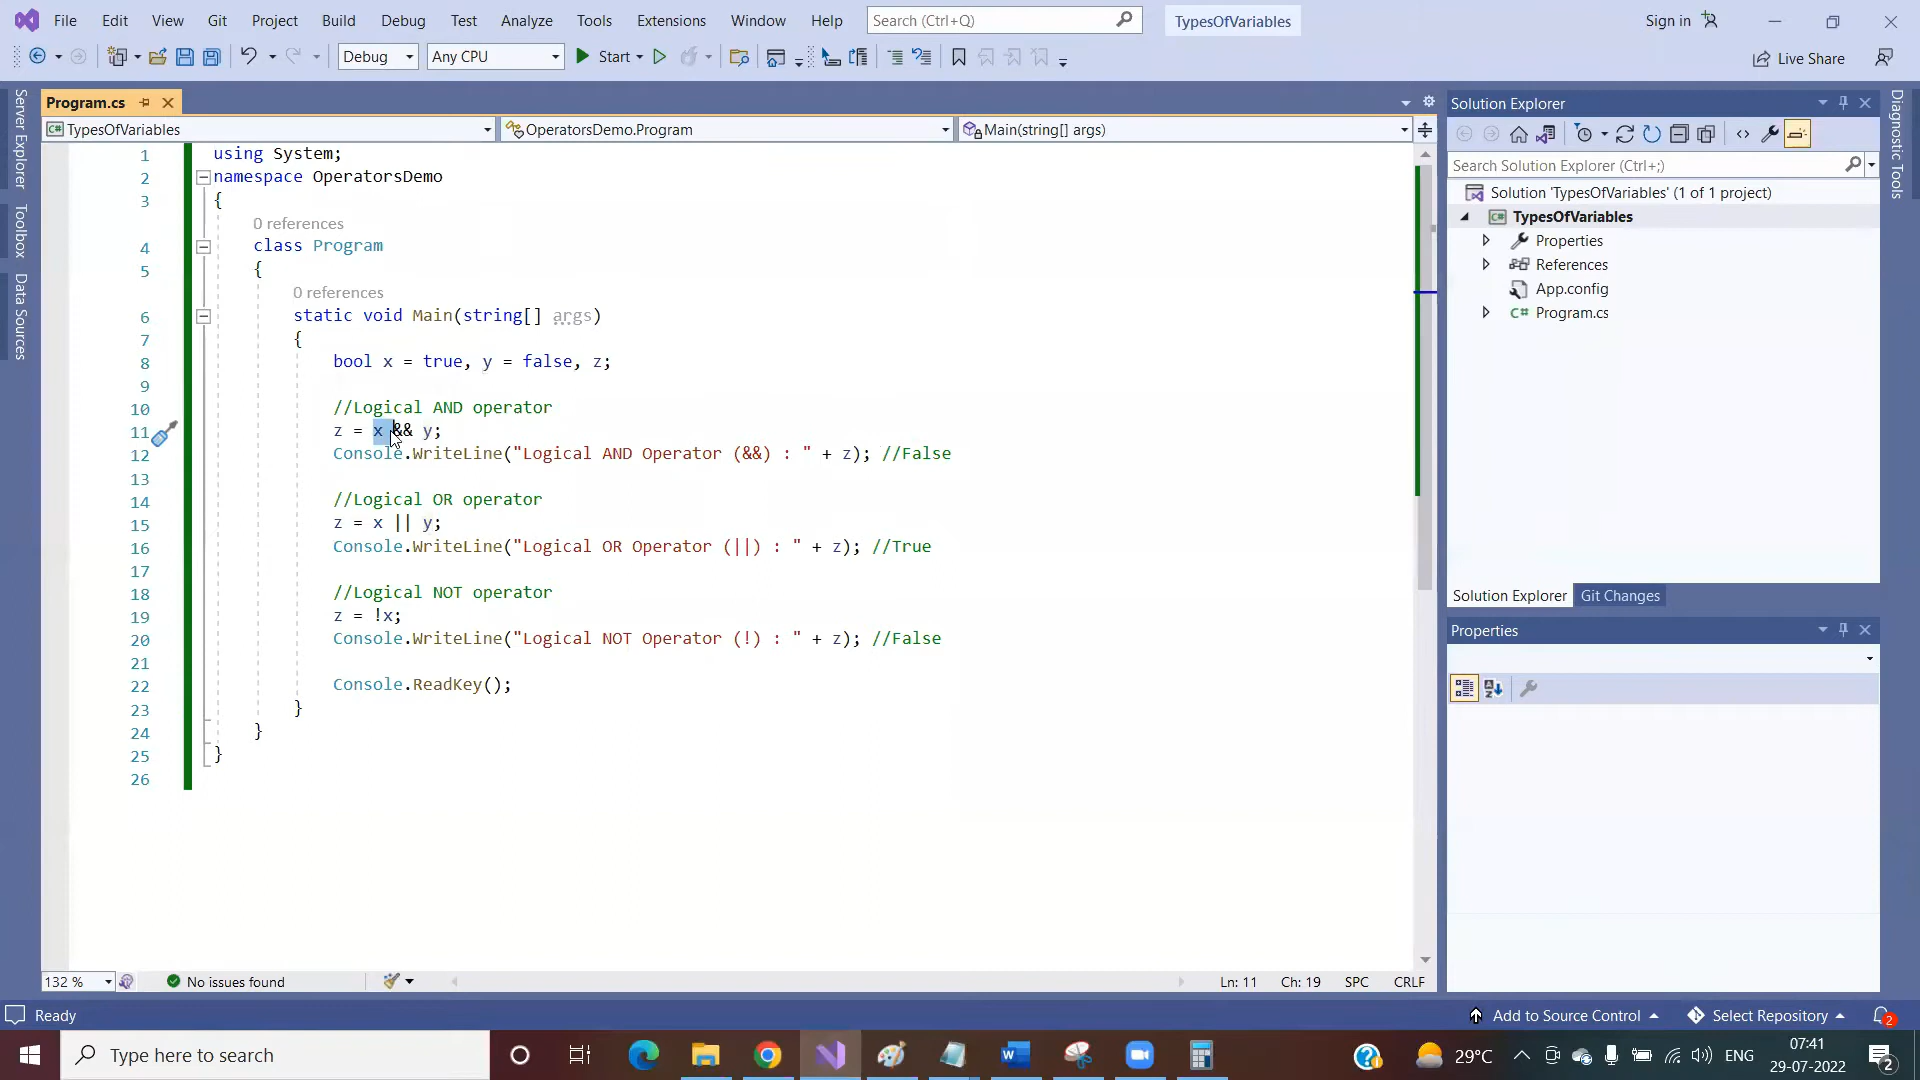 File Edit View Git Project Build Debug Test Analyze Tools Extensions Window Help Search (Ctrl+Q) TypesOfVariables Sign in
Debug Any CPU Start Live Share
Program.cs
TypesOfVariables OperatorsDemo.Program Main(string[] args)
Server Explorer
Toolbox
Data Sources
1 using System;
2 namespace OperatorsDemo
3 {
0 references
4 class Program
5 {
0 references
6 static void Main(string[] args)
7 {
8 bool x = true, y = false, z;
9
10 //Logical AND operator
11 z = x && y;
12 Console.WriteLine("Logical AND Operator (&&) : " + z); //False
13
14 //Logical OR operator
15 z = x || y;
16 Console.WriteLine("Logical OR Operator (||) : " + z); //True
17
18 //Logical NOT operator
19 z = !x;
20 Console.WriteLine("Logical NOT Operator (!) : " + z); //False
21
22 Console.ReadKey();
23 }
24 }
25 }
26
132 % No issues found Ln: 11 Ch: 19 SPC CRLF
Solution Explorer
Search Solution Explorer (Ctrl+;)
Solution 'TypesOfVariables' (1 of 1 project)
C# TypesOfVariables
Properties
References
App.config
C# Program.cs
Solution Explorer Git Changes
Properties
Diagnostic Tools
Ready Add to Source Control Select Repository 2
Type here to search 29°C ENG 07:41
29-07-2022 2